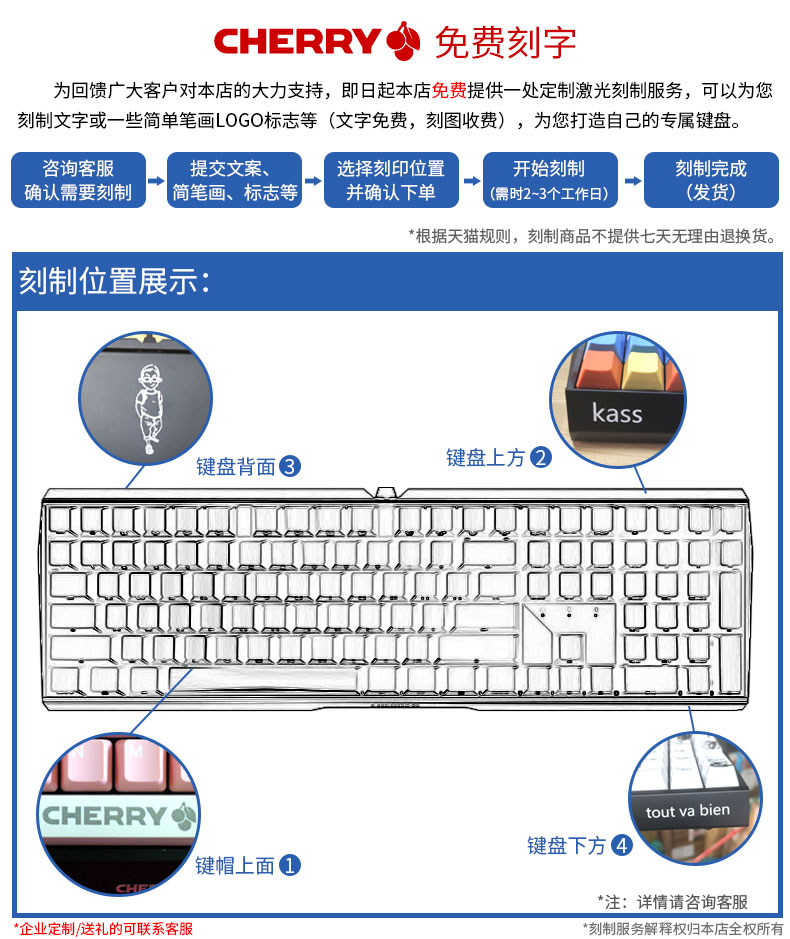 CHERRY 免费刻字
为回馈广大客户对本店的大力支持，即日起本店免费提供一处定制激光刻制服务，可以为您
刻制文字或一些简单笔画LOGO标志等（文字免费，刻图收费），为您打造自己的专属键盘。
咨询客服
确认需要刻制
提交文案、
简笔画、标志等
选择刻印位置
并确认下单
开始刻制
（需时2~3个工作日）
刻制完成
（发货）
*根据天猫规则，刻制商品不提供七天无理由退换货。
刻制位置展示：
kass
键盘背面 3
键盘上方 2
N M
CHERRY
CHE
键帽上面 1
tout va bien
键盘下方 4
*注：详情请咨询客服
*企业定制/送礼的可联系客服
*刻制服务解释权归本店全权所有